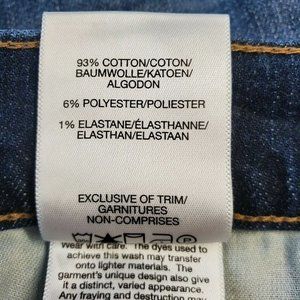 93% COTTON/COTON/
BAUMWOLLE/KATOEN/
ALGODON
6% POLYESTER/POLIESTER
1% ELASTANE/ÉLASTHANNE/
ELASTHAN/ELASTAAN
EXCLUSIVE OF TRIM/
GARNITURES
NON-COMPRISES
Wear with care. The dyes used to
achieve this wash may transfer
onto lighter materials. The
garment's unique design also give
it a distinct, varied appearance.
Any fraying and destruction may